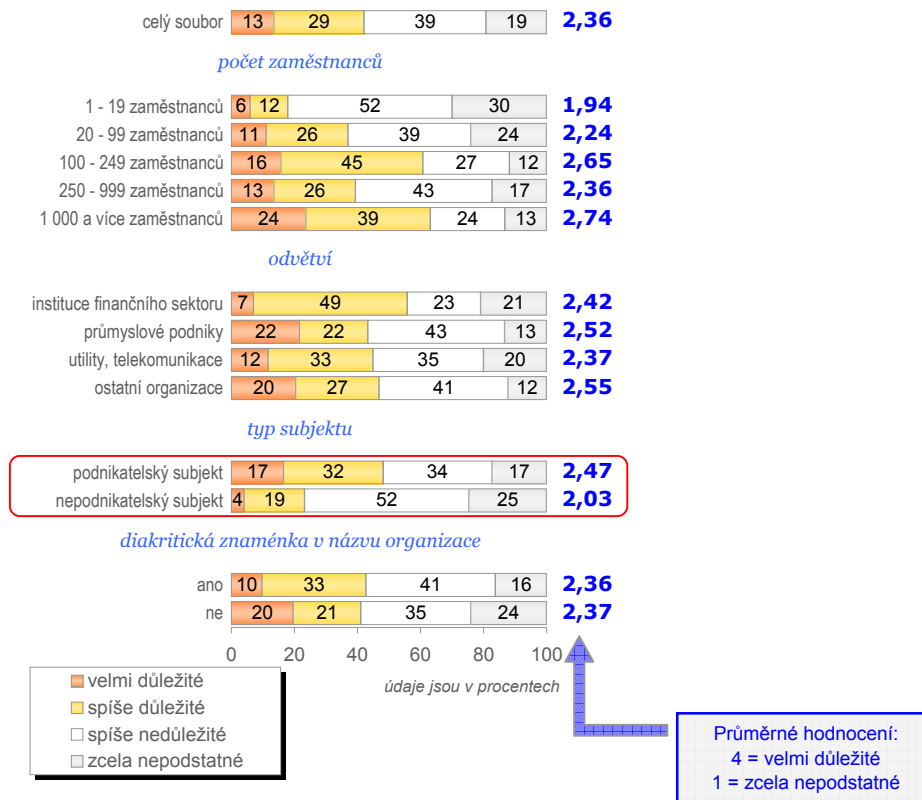 celý soubor 13 29 39 19 2,36
počet zaměstnanců
1 - 19 zaměstnanců 6 12 52 30 1,94
20 - 99 zaměstnanců 11 26 39 24 2,24
100 - 249 zaměstnanců 16 45 27 12 2,65
250 - 999 zaměstnanců 13 26 43 17 2,36
1 000 a více zaměstnanců 24 39 24 13 2,74
odvětví
instituce finančního sektoru 7 49 23 21 2,42
průmyslové podniky 22 22 43 13 2,52
utility, telekomunikace 12 33 35 20 2,37
ostatní organizace 20 27 41 12 2,55
typ subjektu
podnikatelský subjekt 17 32 34 17 2,47
nepodnikatelský subjekt 4 19 52 25 2,03
diakritická znaménka v názvu organizace
ano 10 33 41 16 2,36
ne 20 21 35 24 2,37
0 20 40 60 80 100
údaje jsou v procentech
velmi důležité
spíše důležité
spíše nedůležité
zcela nepodstatné
Průměrné hodnocení:
4 = velmi důležité
1 = zcela nepodstatné